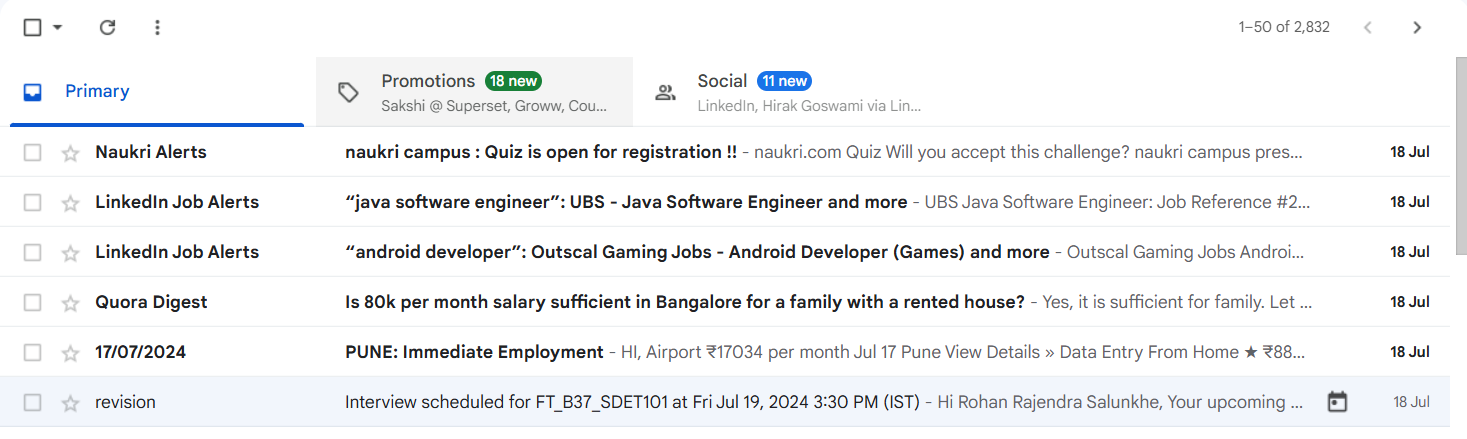 1–50 of 2,832
Primary
Promotions 18 new
Sakshi @ Superset, Groww, Cou...
Social 11 new
LinkedIn, Hirak Goswami via Lin...
Naukri Alerts naukri campus : Quiz is open for registration !! - naukri.com Quiz Will you accept this challenge? naukri campus pres... 18 Jul
LinkedIn Job Alerts “java software engineer”: UBS - Java Software Engineer and more - UBS Java Software Engineer: Job Reference #2... 18 Jul
LinkedIn Job Alerts “android developer”: Outscal Gaming Jobs - Android Developer (Games) and more - Outscal Gaming Jobs Androi... 18 Jul
Quora Digest Is 80k per month salary sufficient in Bangalore for a family with a rented house? - Yes, it is sufficient for family. Let ... 18 Jul
17/07/2024 PUNE: Immediate Employment - HI, Airport ₹17034 per month Jul 17 Pune View Details » Data Entry From Home ★ ₹88... 18 Jul
revision Interview scheduled for FT_B37_SDET101 at Fri Jul 19, 2024 3:30 PM (IST) - Hi Rohan Rajendra Salunkhe, Your upcoming ... 18 Jul